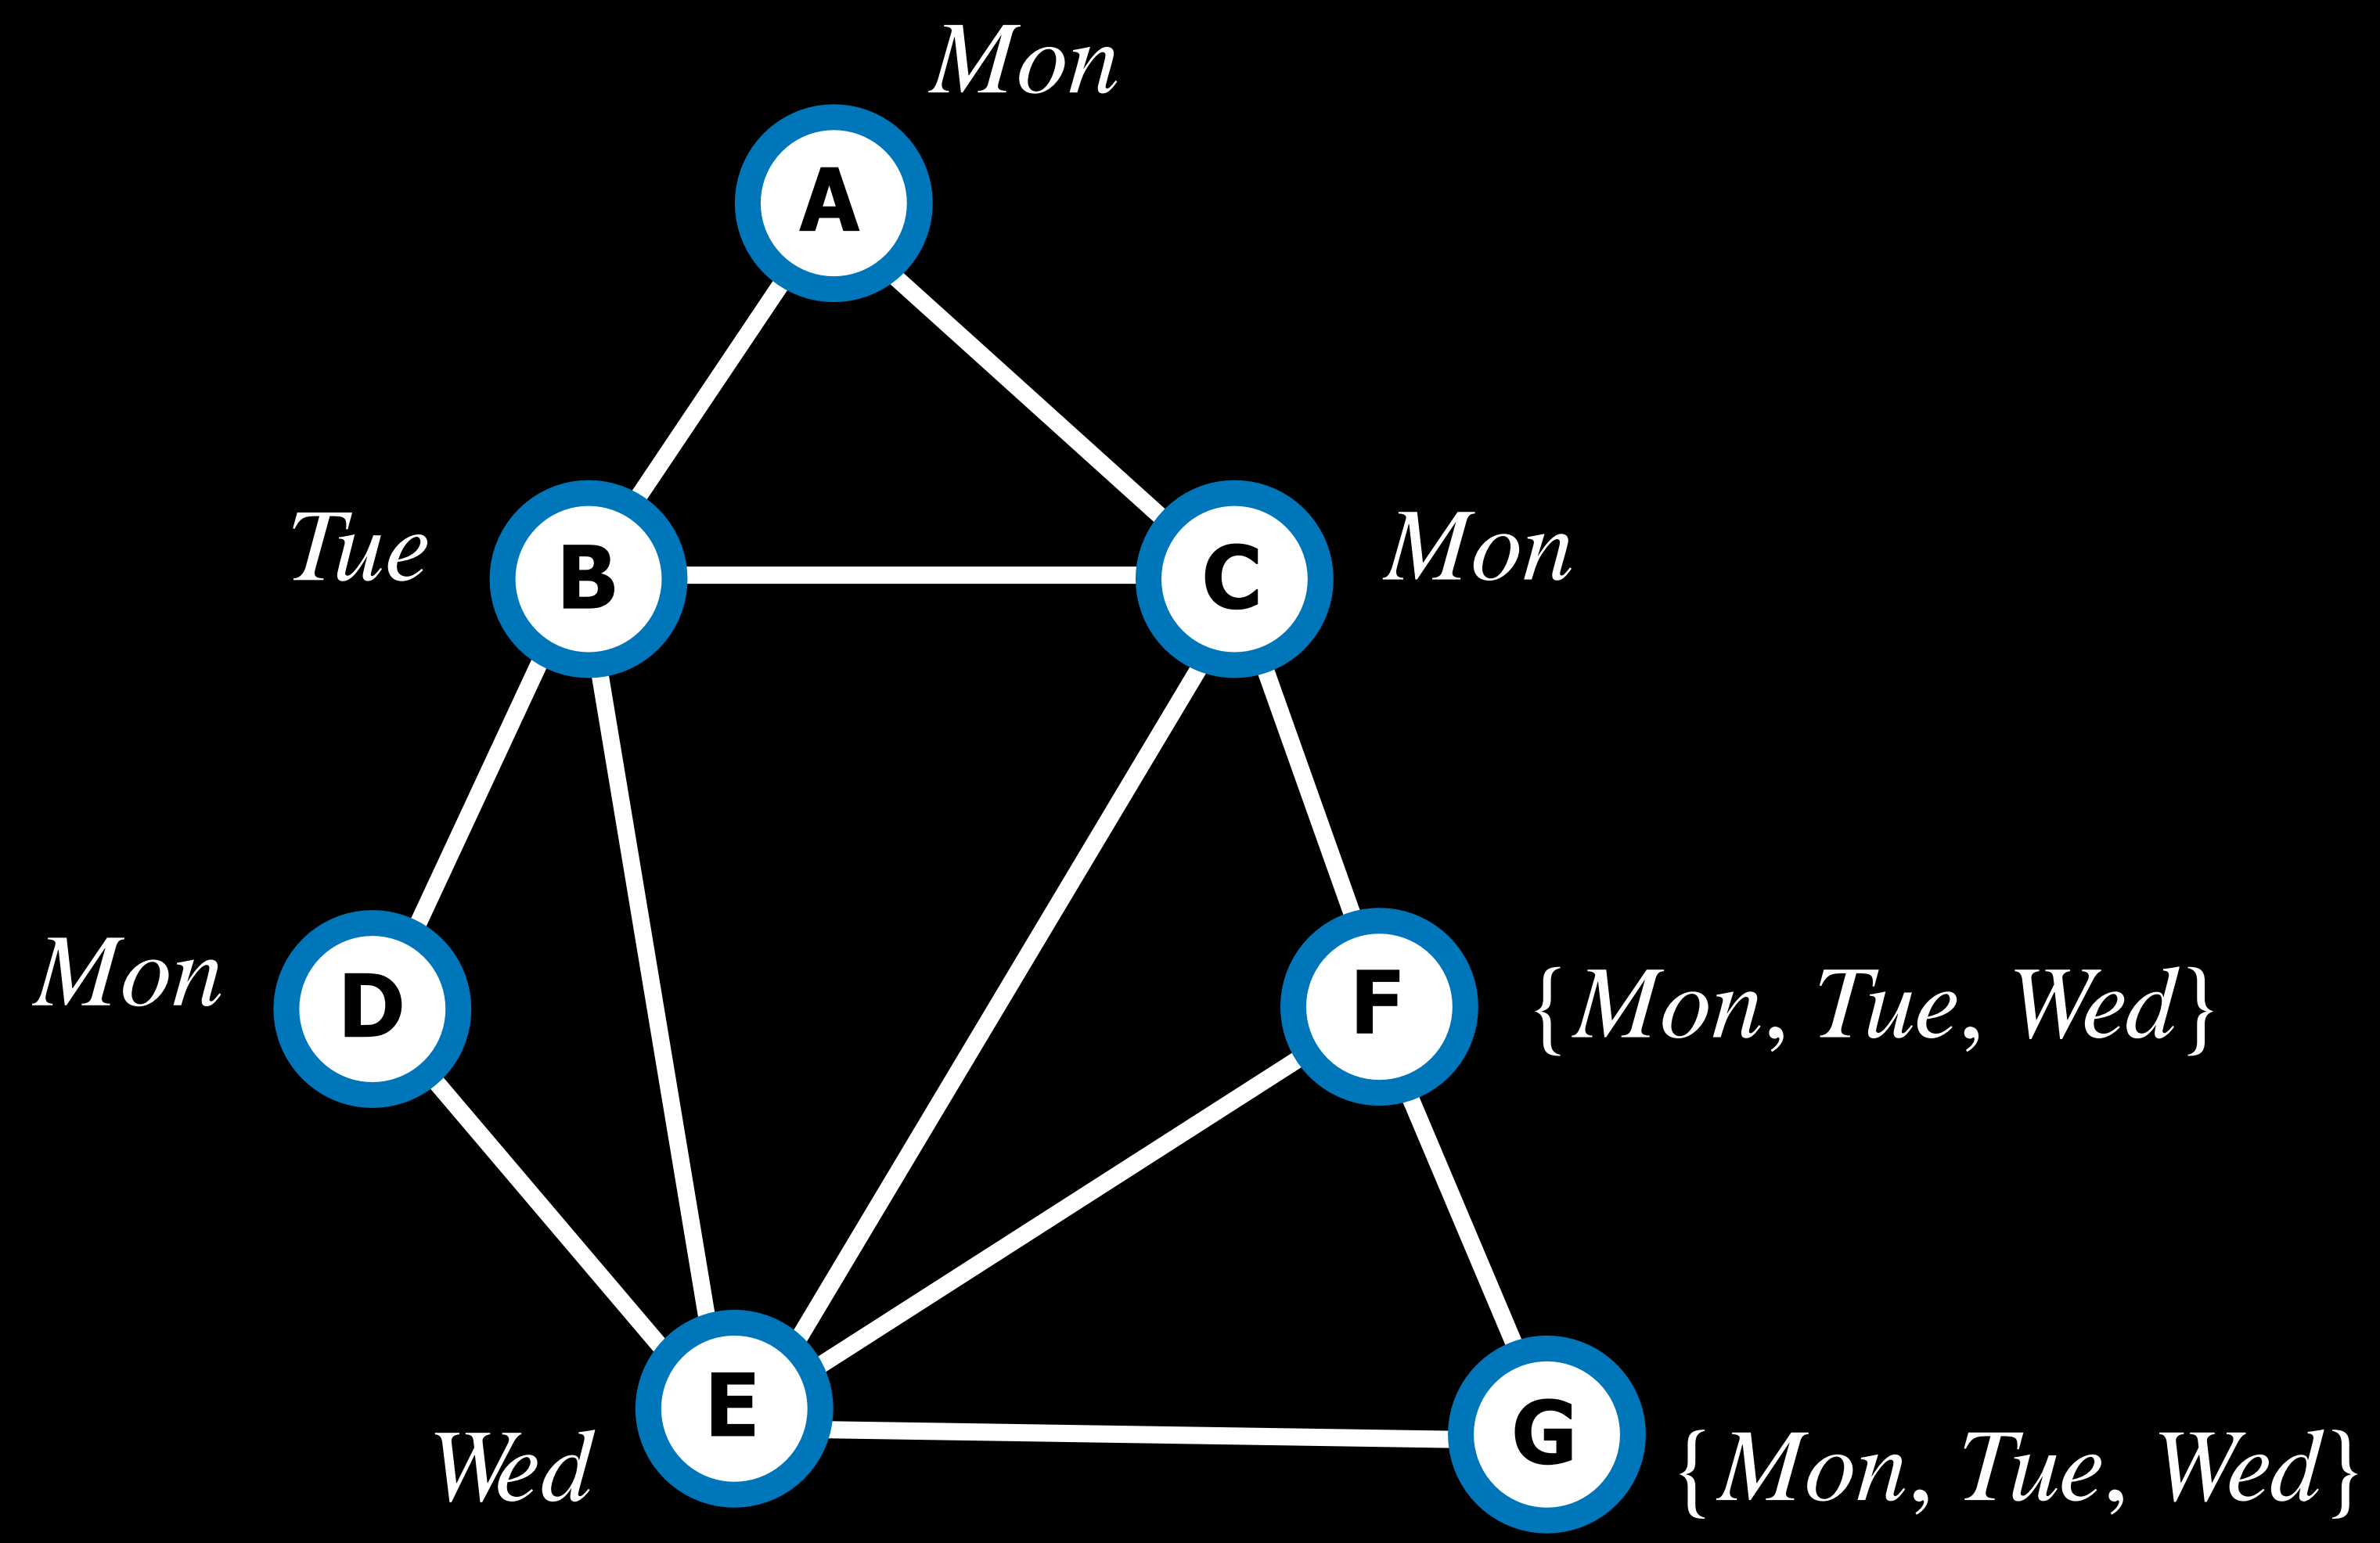 Mon
A
Tue
B
C
Mon
Mon
D
F
{Mon, Tue, Wed}
Wed
E
G
{Mon, Tue, Wed}